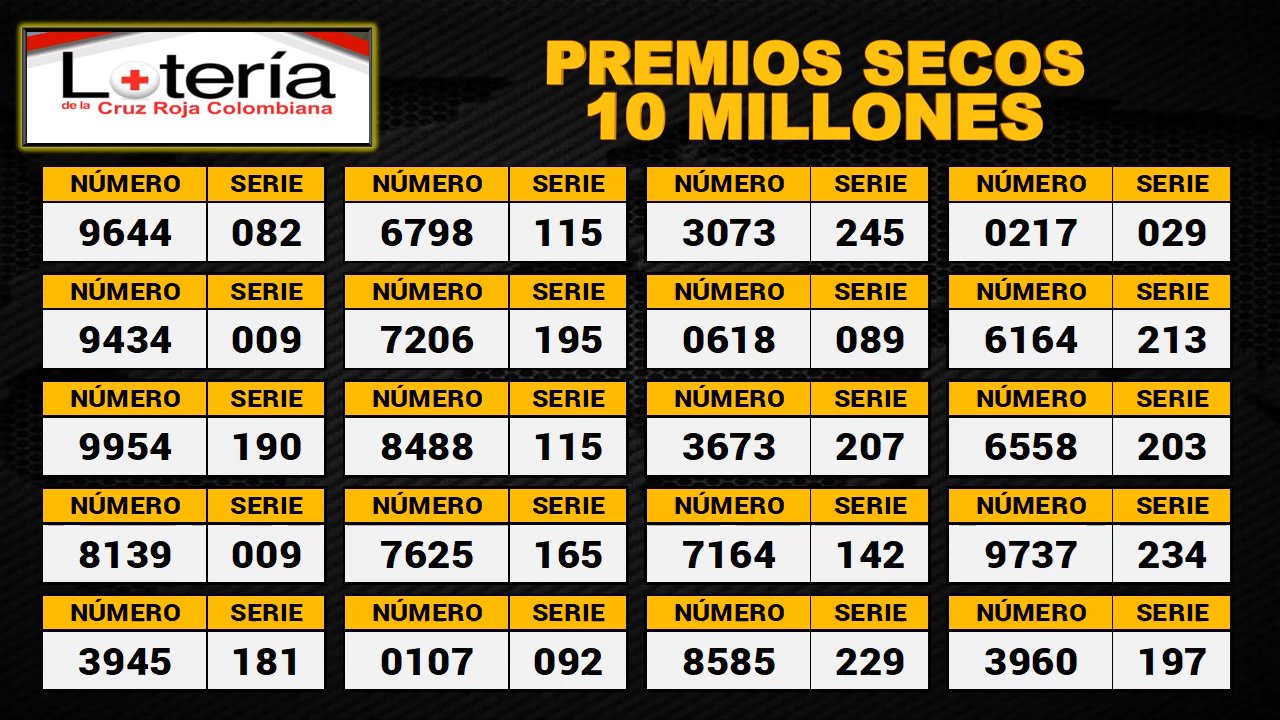 Lotería
de la Cruz Roja Colombiana
PREMIOS SECOS
10 MILLONES
NÚMERO SERIE NÚMERO SERIE NÚMERO SERIE NÚMERO SERIE
9644 082 6798 115 3073 245 0217 029
NÚMERO SERIE NÚMERO SERIE NÚMERO SERIE NÚMERO SERIE
9434 009 7206 195 0618 089 6164 213
NÚMERO SERIE NÚMERO SERIE NÚMERO SERIE NÚMERO SERIE
9954 190 8488 115 3673 207 6558 203
NÚMERO SERIE NÚMERO SERIE NÚMERO SERIE NÚMERO SERIE
8139 009 7625 165 7164 142 9737 234
NÚMERO SERIE NÚMERO SERIE NÚMERO SERIE NÚMERO SERIE
3945 181 0107 092 8585 229 3960 197